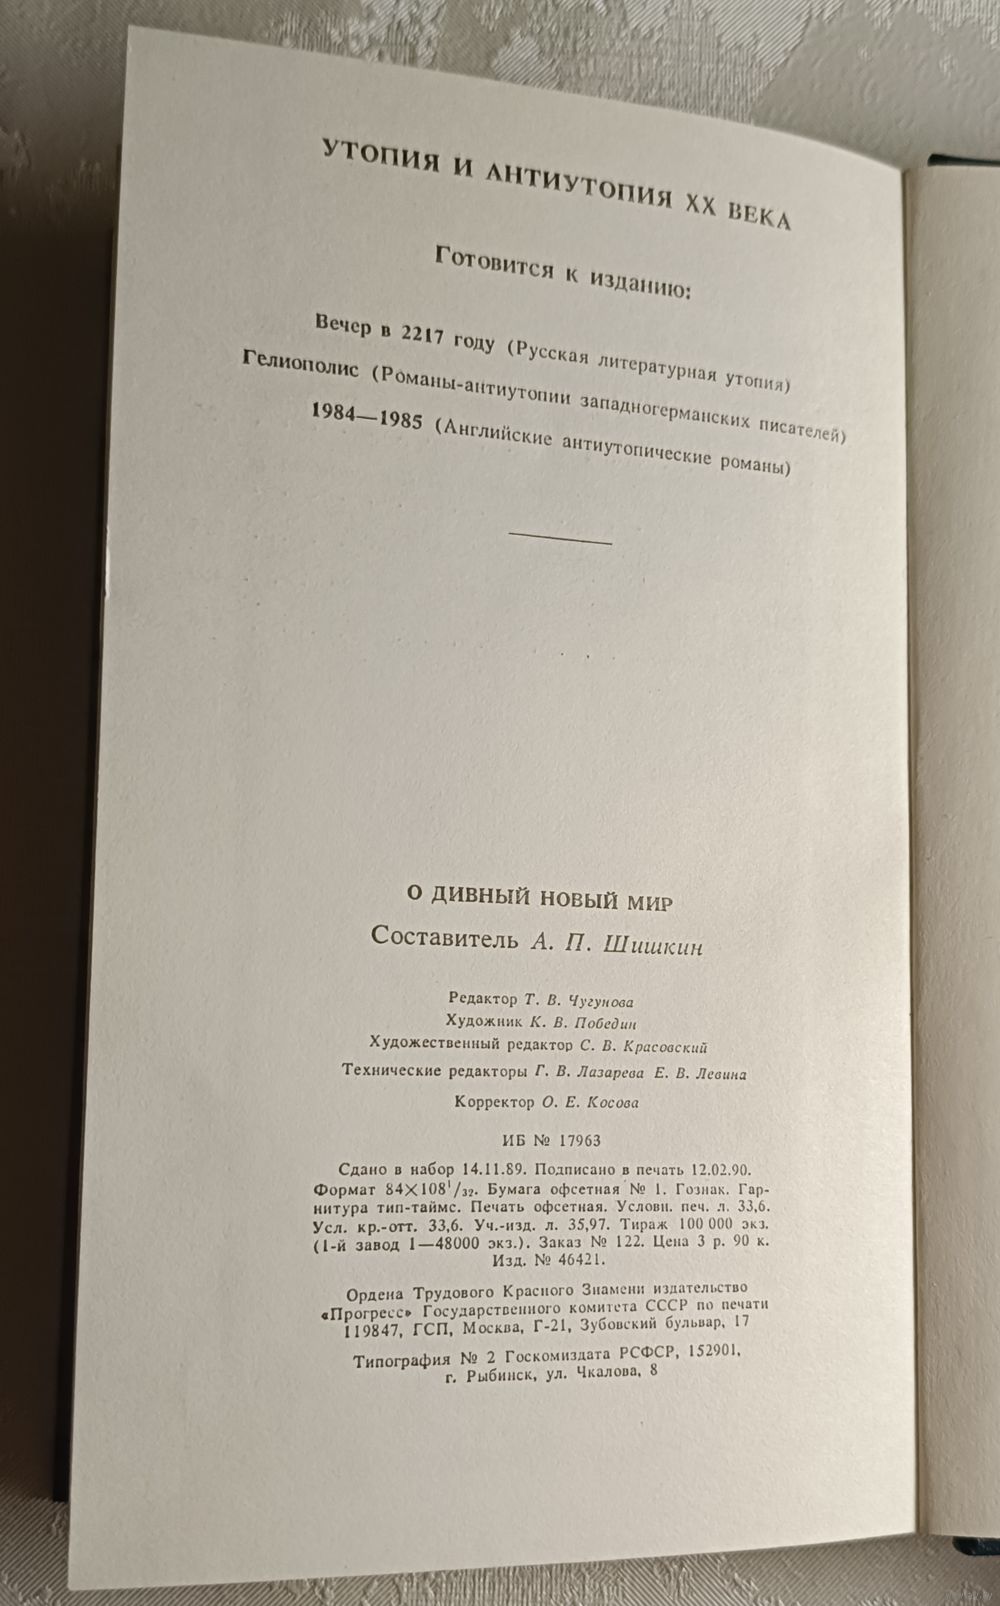 УТОПИЯ И АНТИУТОПИЯ XX ВЕКА
Готовится к изданию:
Вечер в 2217 году (Русская литературная утопия)
Гелиополис (Романы-антиутопии западногерманских писателей)
1984—1985 (Английские антиутопические романы)
О ДИВНЫЙ НОВЫЙ МИР
Составитель А. П. Шишкин
Редактор Т. В. Чугунова
Художник К. В. Победин
Художественный редактор С. В. Красовский
Технические редакторы Г. В. Лазарева Е. В. Левина
Корректор О. Е. Косова
ИБ № 17963
Сдано в набор 14.11.89. Подписано в печать 12.02.90.
Формат 84×108¹/₃₂. Бумага офсетная № 1. Гознак. Гар-
нитура тип-таймс. Печать офсетная. Условн. печ. л. 33,6.
Усл. кр.-отт. 33,6. Уч.-изд. л. 35,97. Тираж 100 000 экз.
(1-й завод 1—48000 экз.). Заказ № 122. Цена 3 р. 90 к.
Изд. № 46421.
Ордена Трудового Красного Знамени издательство
«Прогресс» Государственного комитета СССР по печати
119847, ГСП, Москва, Г-21, Зубовский бульвар, 17
Типография № 2 Госкомиздата РСФСР, 152901,
г. Рыбинск, ул. Чкалова, 8